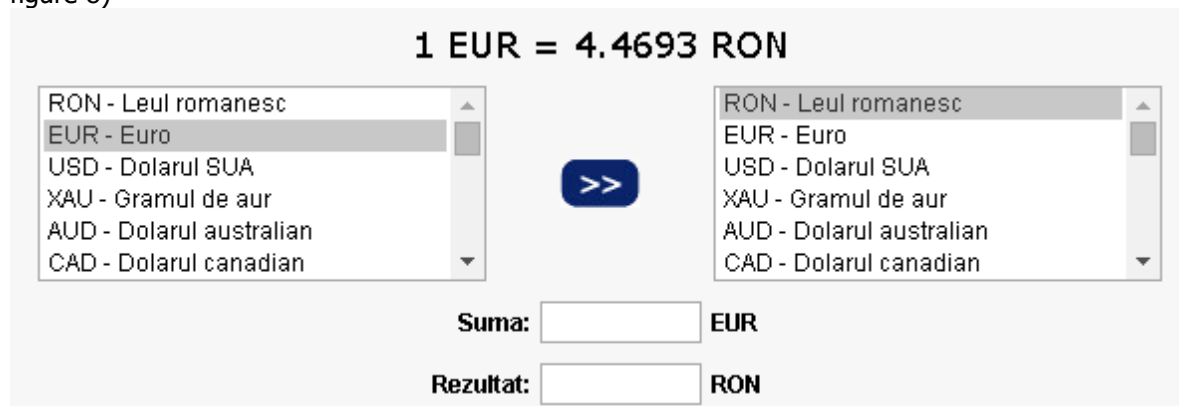 figure 6)
1 EUR = 4.4693 RON
RON - Leul romanesc
EUR - Euro
USD - Dolarul SUA
XAU - Gramul de aur
AUD - Dolarul australian
CAD - Dolarul canadian
>>
RON - Leul romanesc
EUR - Euro
USD - Dolarul SUA
XAU - Gramul de aur
AUD - Dolarul australian
CAD - Dolarul canadian
Suma: EUR
Rezultat: RON